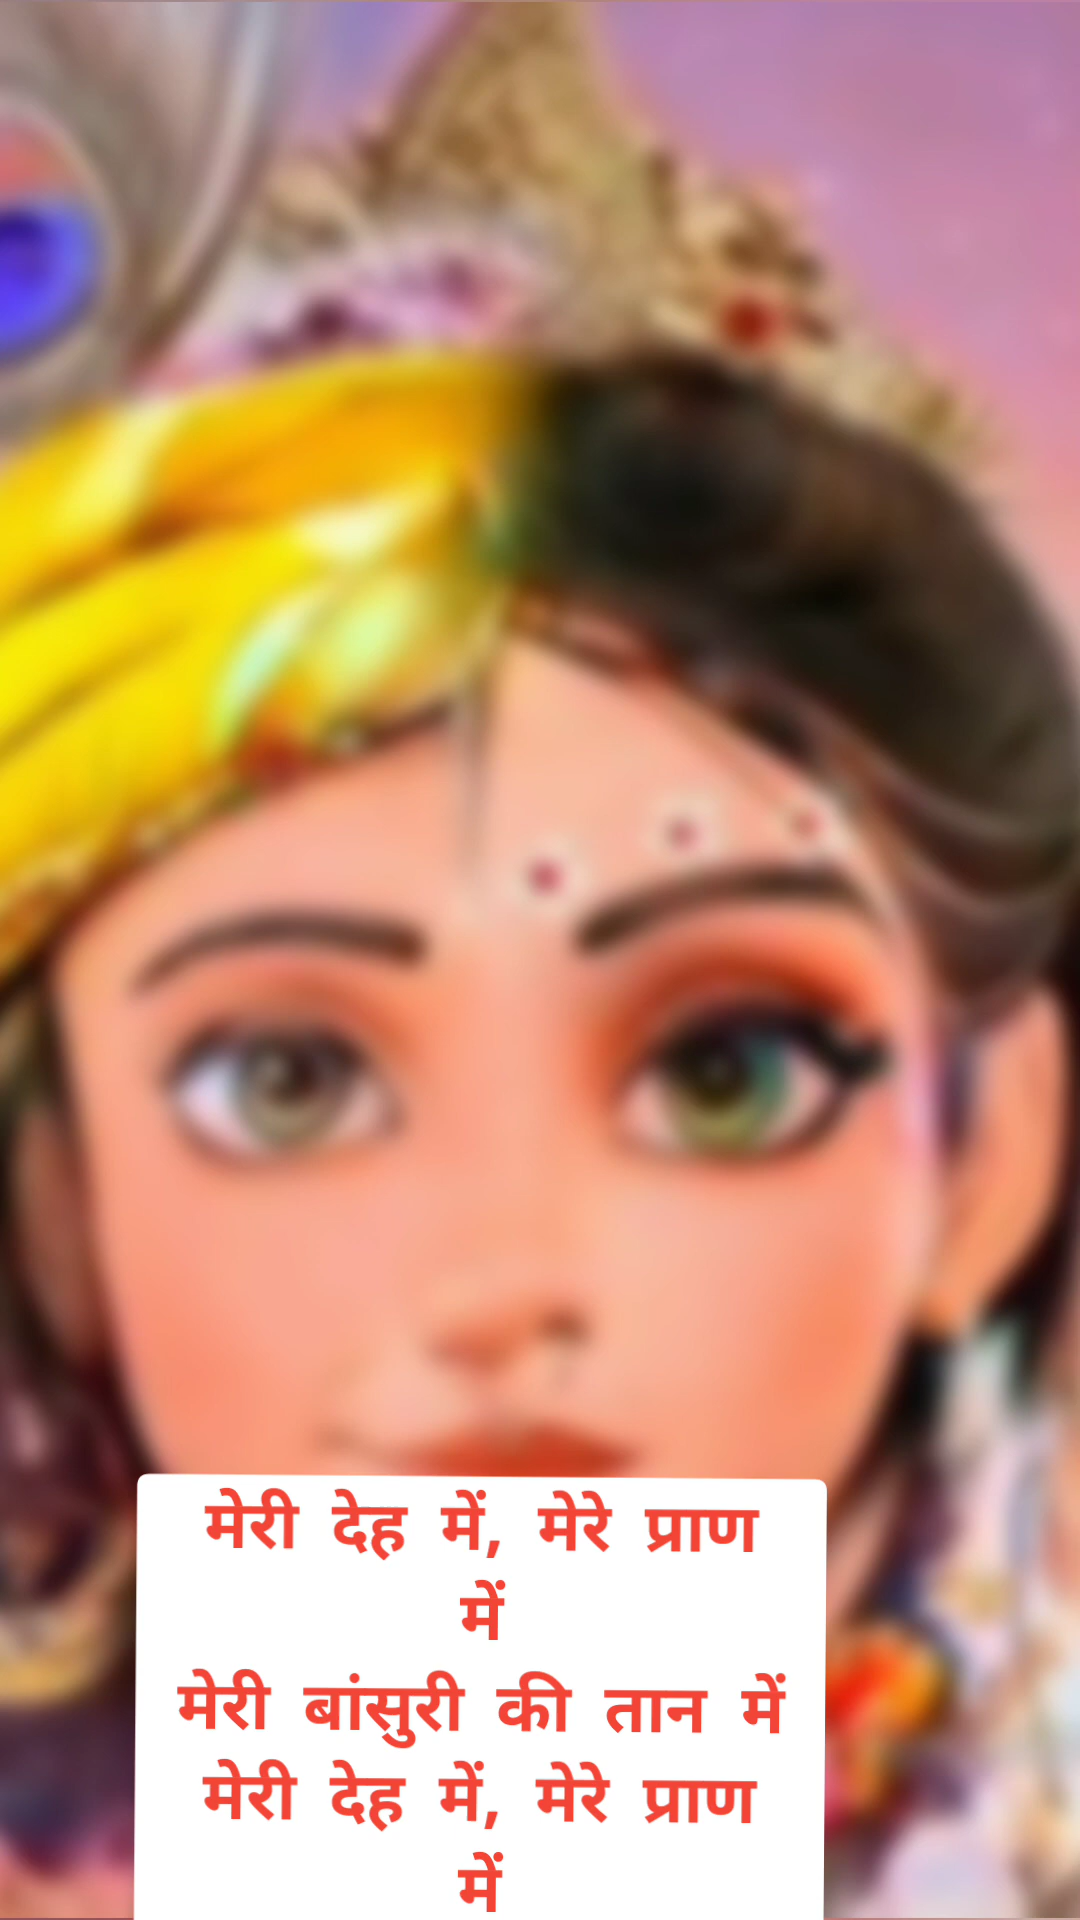 मेरी देह में, मेरे प्राण
में
मेरी बांसुरी की तान में
मेरी देह में, मेरे प्राण
में